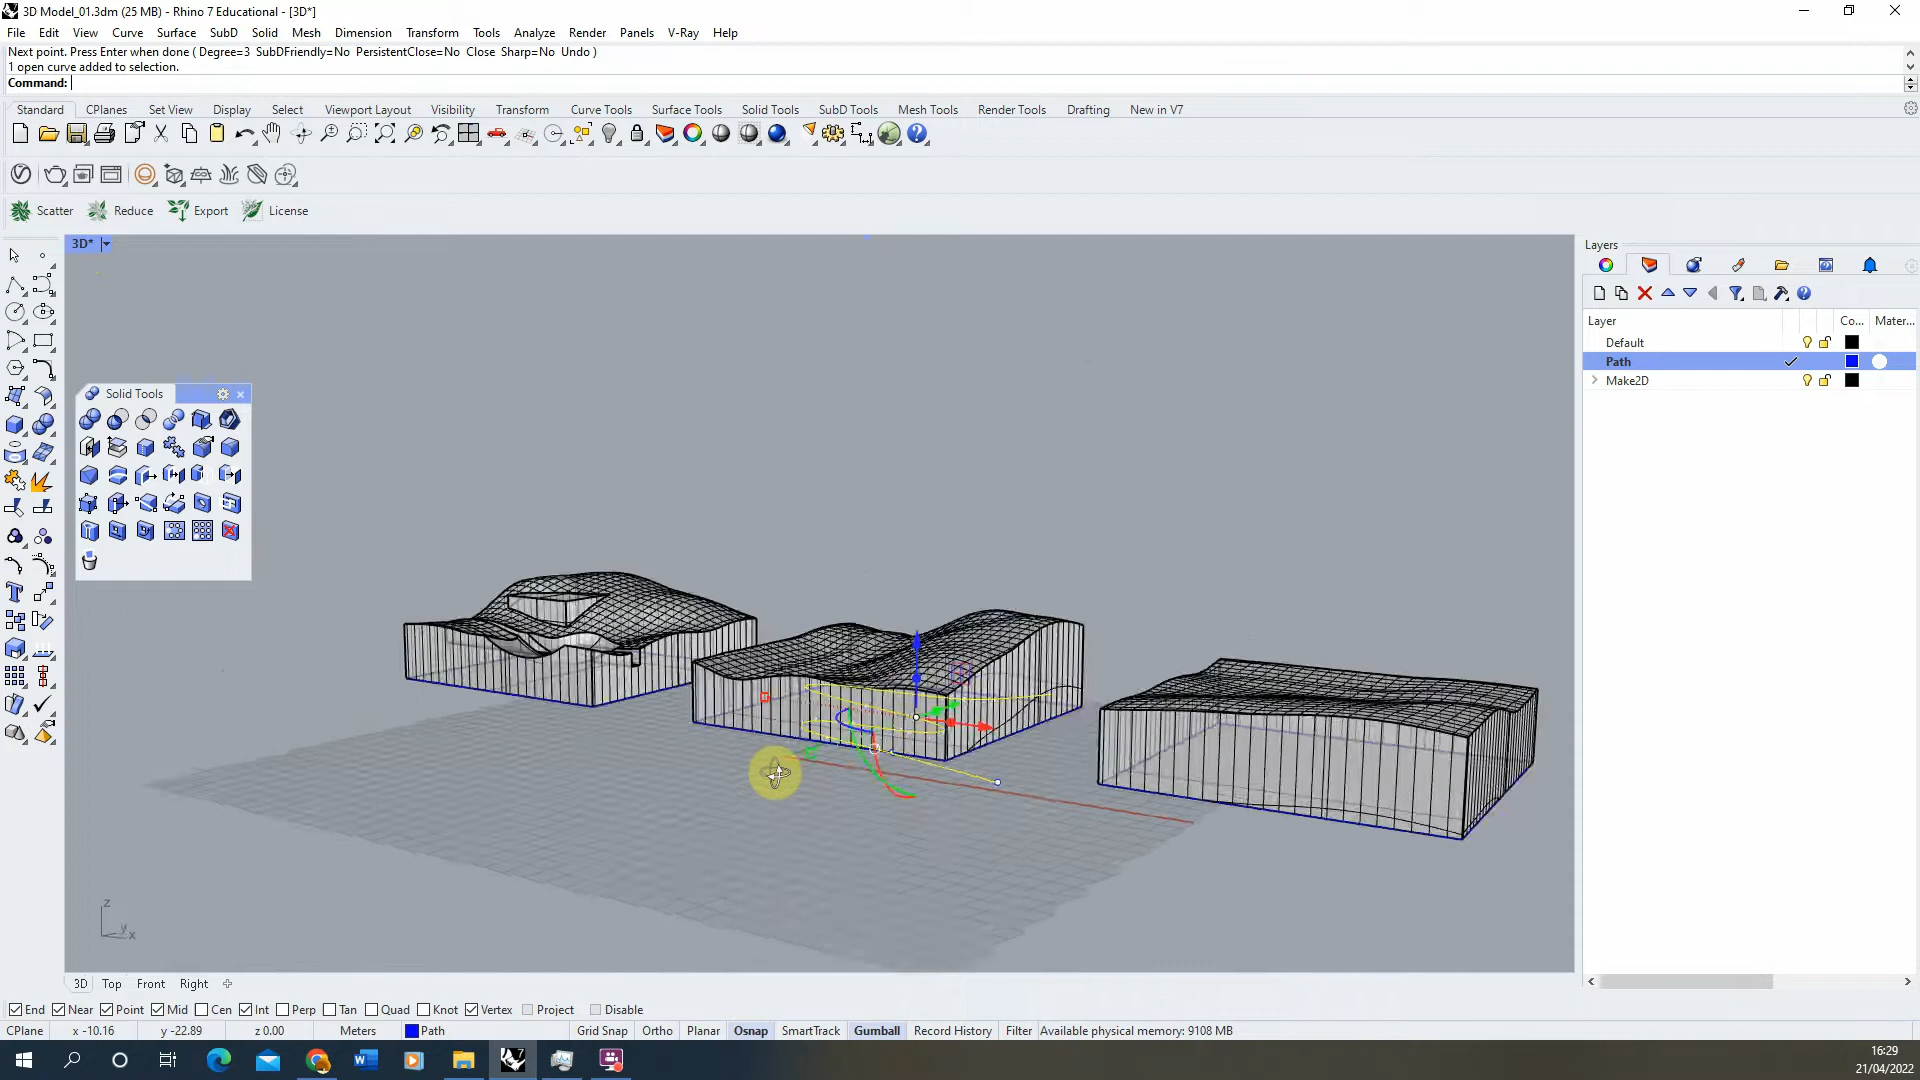 3D Model_01.3dm (25 MB) - Rhino 7 Educational - [3D*]
File Edit View Curve Surface SubD Solid Mesh Dimension Transform Tools Analyze Render Panels V-Ray Help
Next point. Press Enter when done ( Degree=3 SubDFriendly=No PersistentClose=No Close Sharp=No Undo )
1 open curve added to selection.
Command:
Standard CPlanes Set View Display Select Viewport Layout Visibility Transform Curve Tools Surface Tools Solid Tools SubD Tools Mesh Tools Render Tools Drafting New in V7
Scatter Reduce Export License
3D*
Layers
Layer Co... Mater...
Default
Path
Make2D
Solid Tools
z
y
x
3D Top Front Right
End Near Point Mid Cen Int Perp Tan Quad Knot Vertex Project Disable
CPlane x -10.16 y -22.89 z 0.00 Meters Path Grid Snap Ortho Planar Osnap SmartTrack Gumball Record History Filter Available physical memory: 9108 MB
16:29
21/04/2022